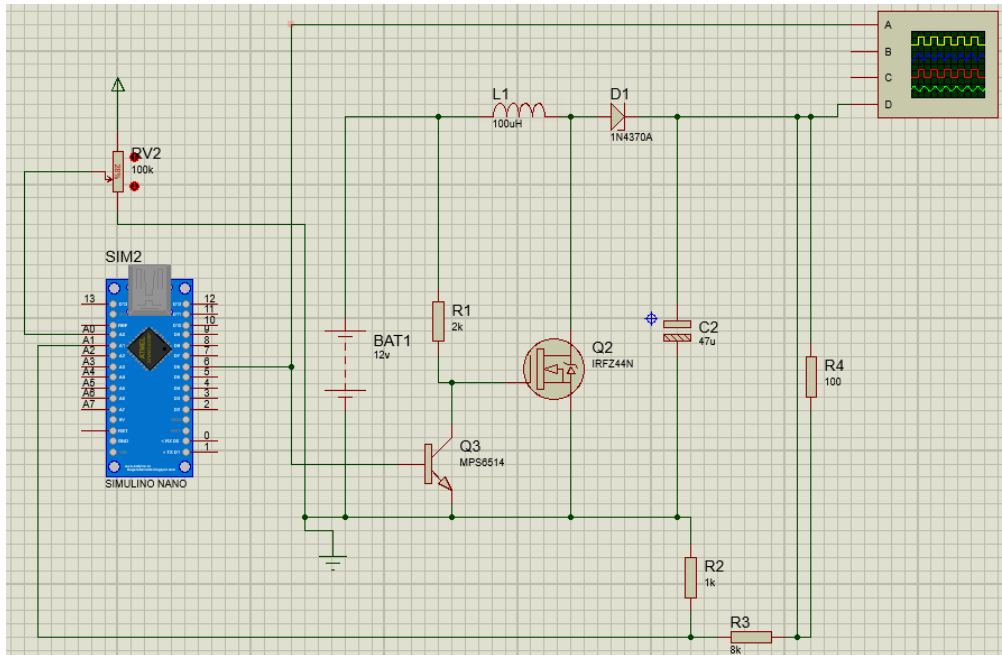 A
B
C
D
L1
100uH
D1
1N4370A
RV2
100k
28%
SIM2
13
12
11
10
A0
9
A1
8
A2
7
A3
6
A4
5
A5
4
A6
3
A7
2
0
1
SIMULINO NANO
R1
2k
BAT1
12v
Q2
IRFZ44N
C2
47u
R4
100
Q3
MPS6514
R2
1k
R3
8k